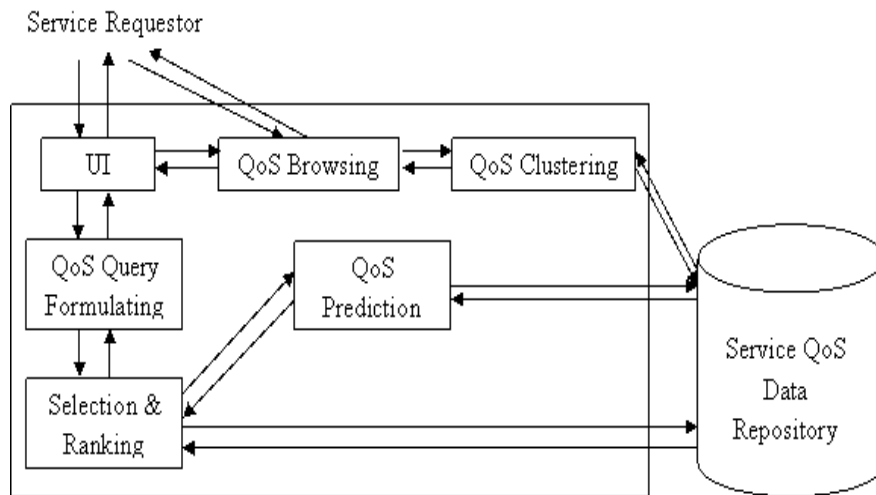 Service Requestor
UI
QoS Browsing
QoS Clustering
QoS Query
Formulating
QoS
Prediction
Service QoS
Data
Repository
Selection &
Ranking